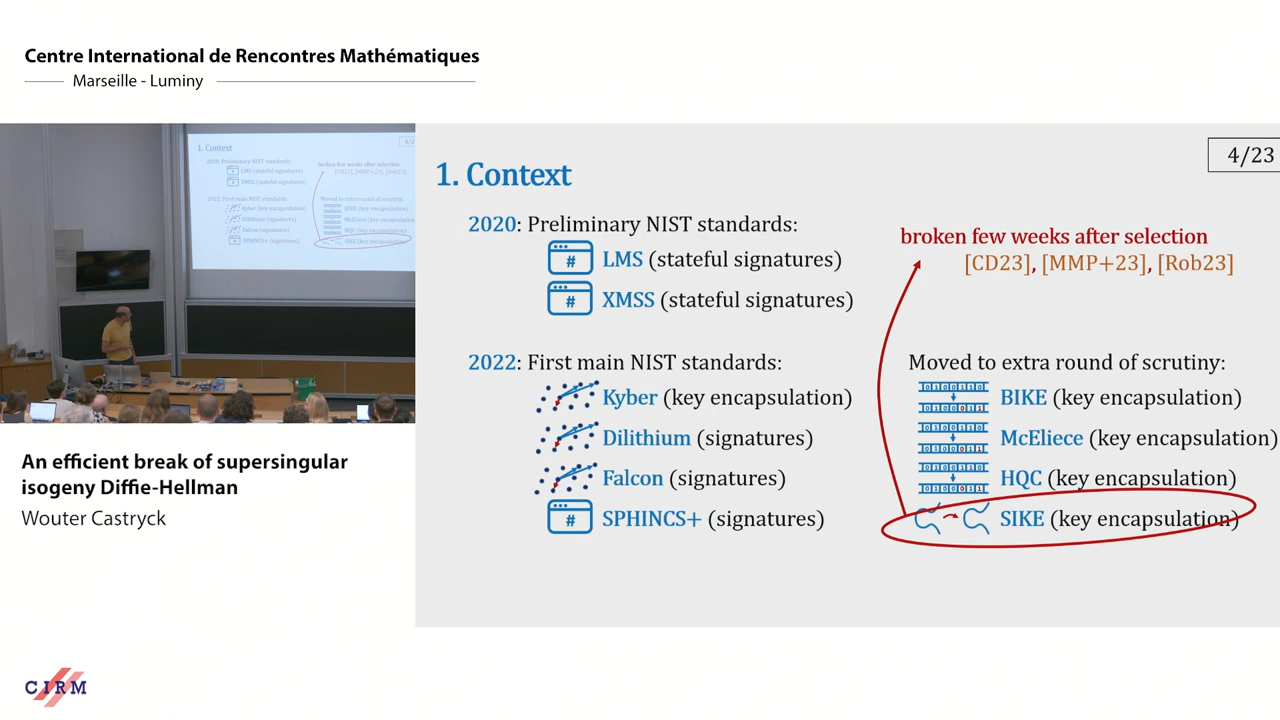 Centre International de Rencontres Mathématiques
Marseille - Luminy
1. Context
4/23
2020: Preliminary NIST standards:
# LMS (stateful signatures)
# XMSS (stateful signatures)
broken few weeks after selection
[CD23], [MMP+23], [Rob23]
2022: First main NIST standards:
Kyber (key encapsulation)
Dilithium (signatures)
Falcon (signatures)
# SPHINCS+ (signatures)
Moved to extra round of scrutiny:
BIKE (key encapsulation)
McEliece (key encapsulation)
HQC (key encapsulation)
SIKE (key encapsulation)
An efficient break of supersingular
isogeny Diffie-Hellman
Wouter Castryck
CIRM